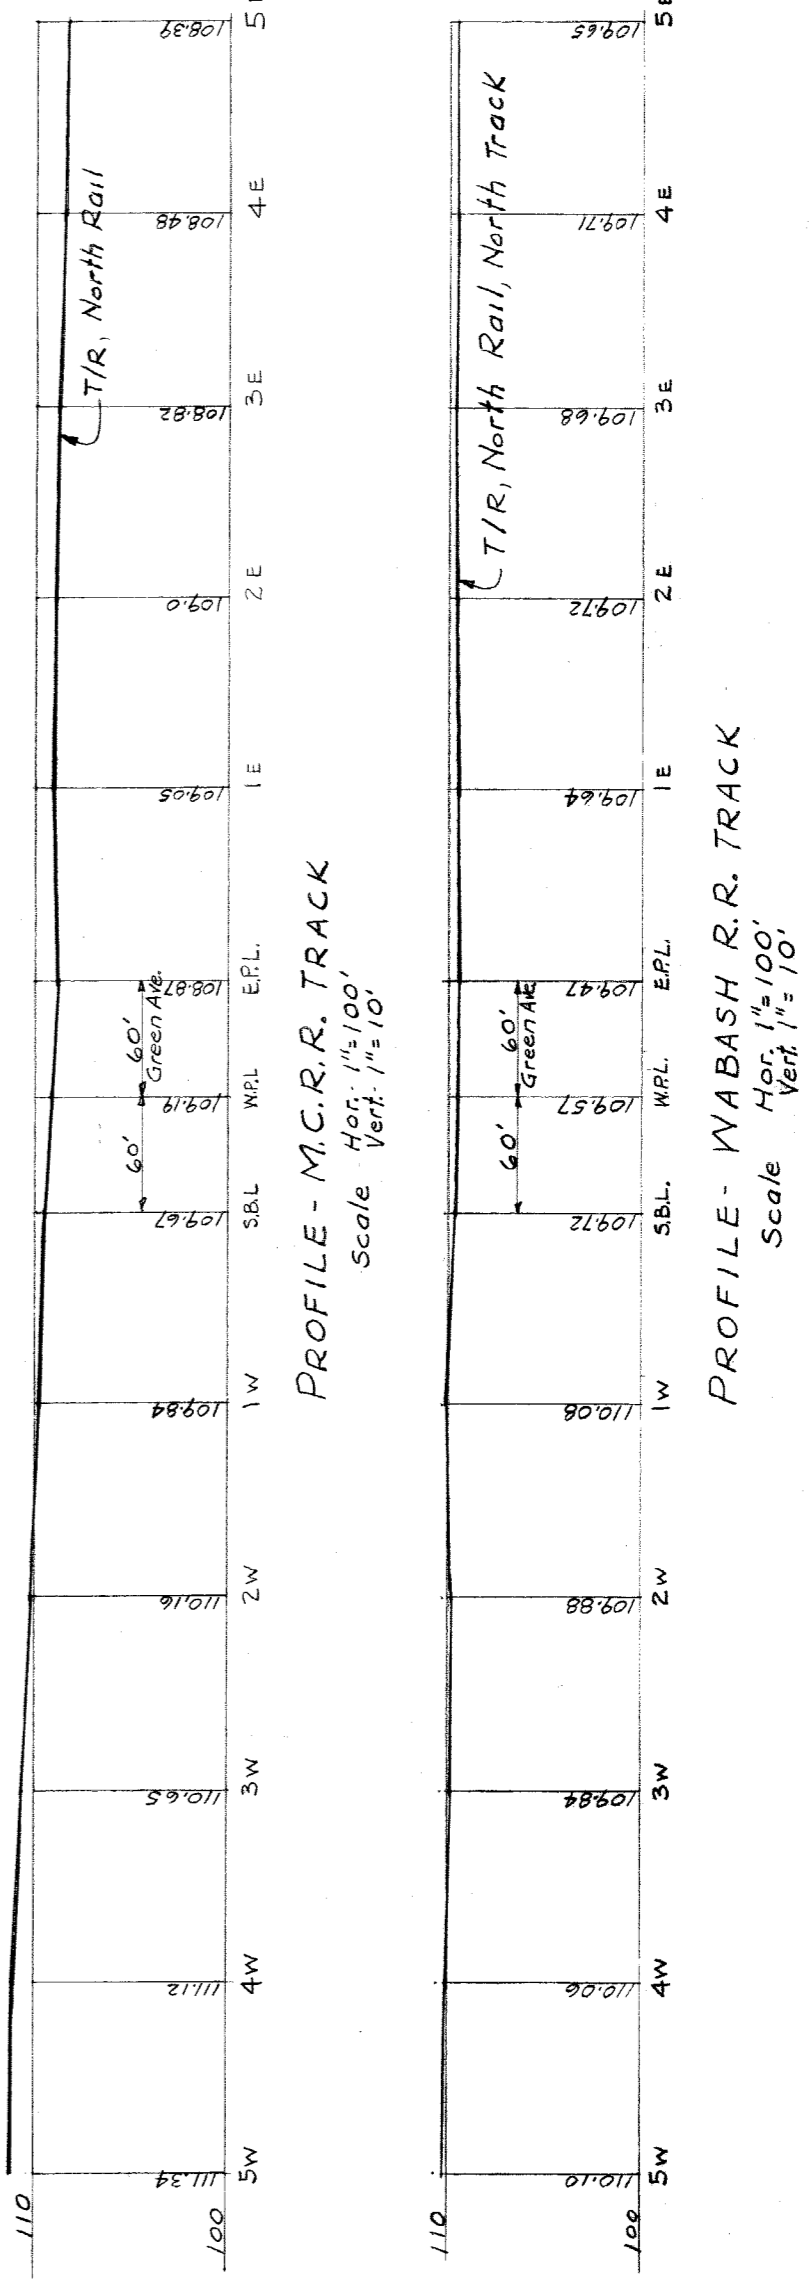 110
100
111.34
111.12
110.65
110.16
109.84
109.67
109.19
108.87
109.05
109.0
108.82
108.48
108.39
60'
60'
Green Ave.
T/R, North Rail
5W
4W
3W
2W
1W
S.B.L
W.P.L
E.P.L.
1E
2E
3E
4E
5E
PROFILE - M.C.R.R. TRACK
Scale Hor. - 1"=100'
Vert. - 1"=10'
110
100
110.10
110.06
109.84
109.88
110.08
109.72
109.57
109.47
109.64
109.72
109.68
109.71
109.65
60'
60'
Green Ave.
T/R, North Rail, North Track
5W
4W
3W
2W
1W
S.B.L.
W.P.L.
E.P.L.
1E
2E
3E
4E
5E
PROFILE - WABASH R.R. TRACK
Scale Hor. 1"=100'
Vert. 1"=10'